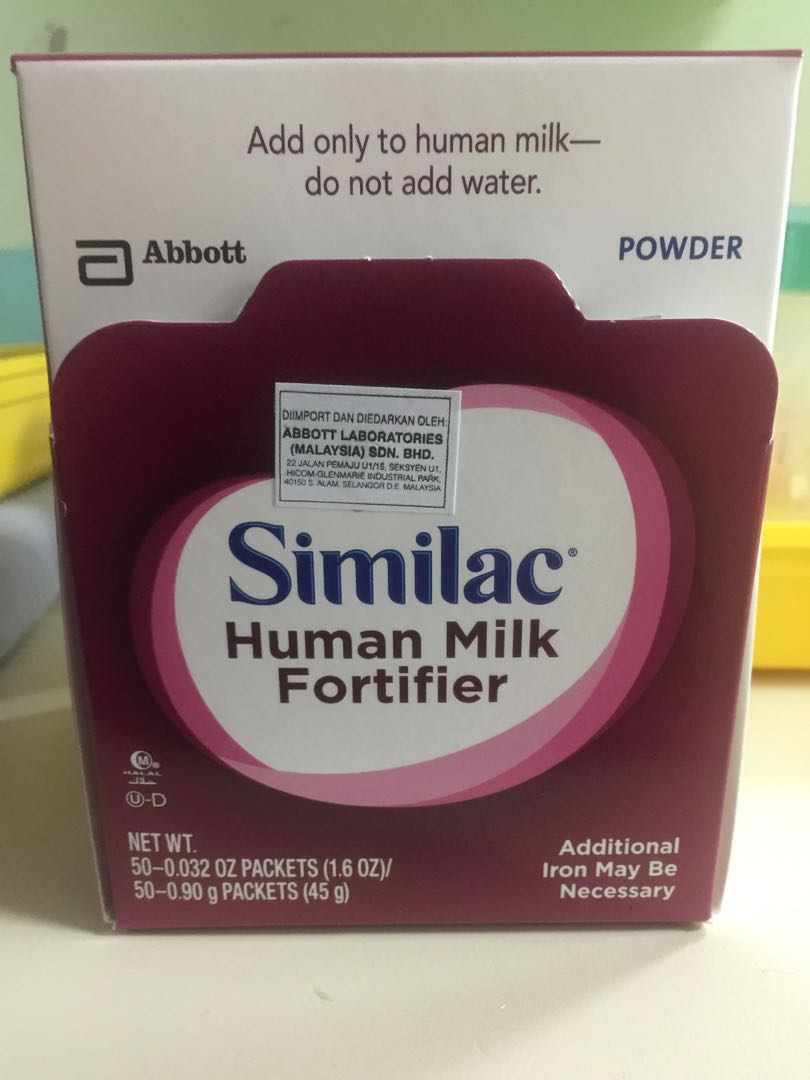 Add only to human milk—
do not add water.
Abbott
POWDER
DIIMPORT DAN DIEDARKAN OLEH:
ABBOTT LABORATORIES
(MALAYSIA) SDN. BHD.
22 JALAN PEMAJU U1/15, SEKSYEN U1,
HICOM-GLENMARIE INDUSTRIAL PARK,
40150 S. ALAM, SELANGOR D.E. MALAYSIA
Similac®
Human Milk
Fortifier
M®
HALAL
حلال
U-D
NET WT.
50–0.032 OZ PACKETS (1.6 OZ)/
50–0.90 g PACKETS (45 g)
Additional
Iron May Be
Necessary